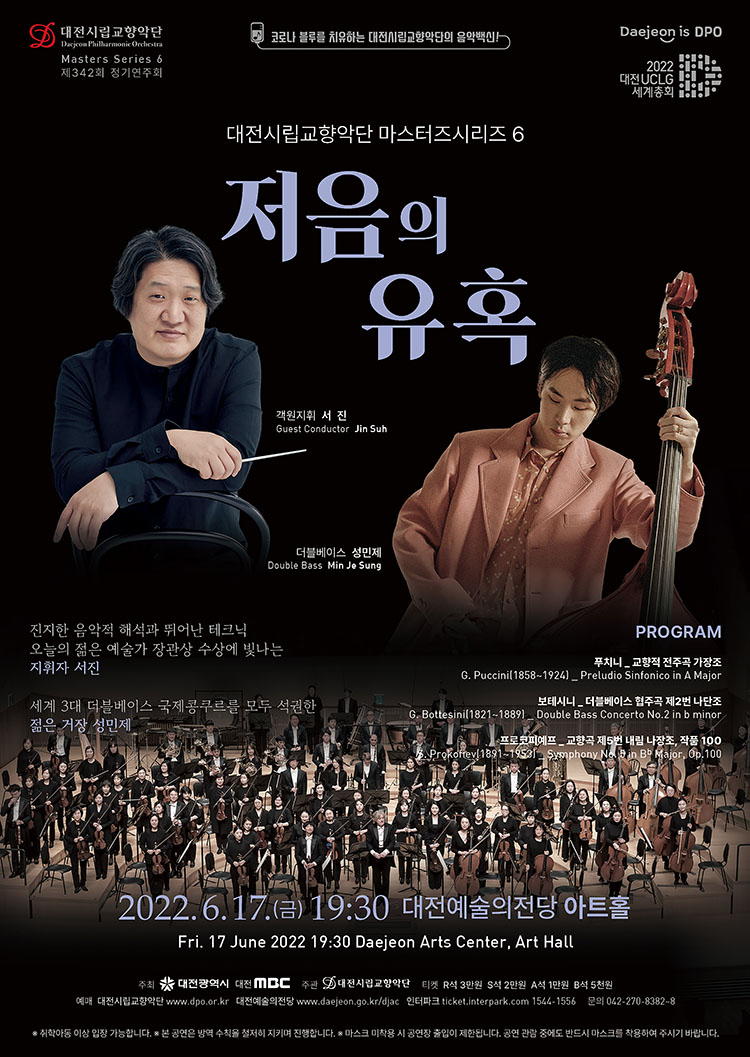 대전시립교향악단
Daejeon Philharmonic Orchestra
Masters Series 6
제342회 정기연주회
코로나 블루를 치유하는 대전시립교향악단의 음악백신!
Daejeon is DPO
2022
대전UCLG
세계총회
대전시립교향악단 마스터즈시리즈 6
저음의
유혹
객원지휘 서 진
Guest Conductor Jin Suh
더블베이스 성민제
Double Bass Min Je Sung
진지한 음악적 해석과 뛰어난 테크닉
오늘의 젊은 예술가 장관상 수상에 빛나는
지휘자 서진
세계 3대 더블베이스 국제콩쿠르를 모두 석권한
젊은 거장 성민제
PROGRAM
푸치니 _ 교향적 전주곡 가장조
G. Puccini(1858~1924) _ Preludio Sinfonico in A Major
보테시니 _ 더블베이스 협주곡 제2번 나단조
G. Bottesini(1821~1889) _ Double Bass Concerto No.2 in b minor
프로코피예프 _ 교향곡 제5번 내림 나장조, 작품 100
S. Prokofiev(1891~1953) _ Symphony No. 5 in B♭ Major, Op.100
2022. 6. 17.(금) 19:30 대전예술의전당 아트홀
Fri. 17 June 2022 19:30 Daejeon Arts Center, Art Hall
주최 대전광역시 대전MBC 주관 대전시립교향악단 티켓 R석 3만원 S석 2만원 A석 1만원 B석 5천원
예매 대전시립교향악단 www.dpo.or.kr 대전예술의전당 www.daejeon.go.kr/djac 인터파크 ticket.interpark.com 1544-1556 문의 042-270-8382~8
※ 취학아동 이상 입장 가능합니다. ※ 본 공연은 방역 수칙을 철저히 지키며 진행합니다. ※ 마스크 미착용 시 공연장 출입이 제한됩니다. 공연 관람 중에도 반드시 마스크를 착용하여 주시기 바랍니다.